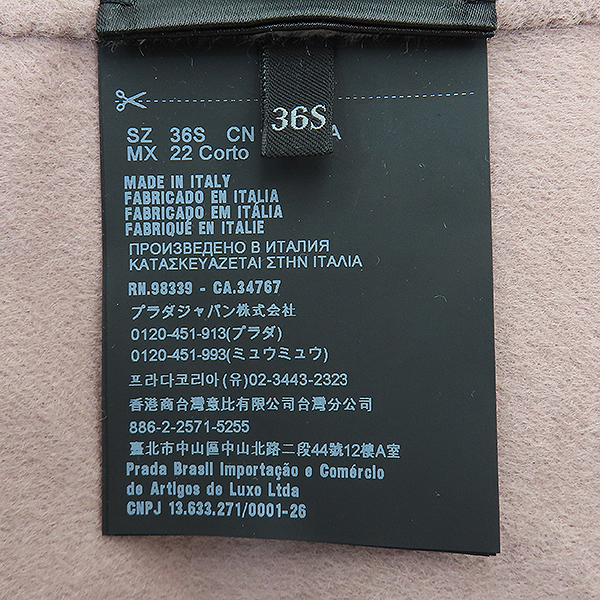 36S
SZ 36S CN A
MX 22 Corto
MADE IN ITALY
FABRICADO EN ITALIA
FABRICADO EM ITÁLIA
FABRIQUÉ EN ITALIE
ПРОИЗВЕДЕНО В ИТАЛИЯ
ΚΑΤΑΣΚΕΥΑΖΕΤΑΙ ΣΤΗΝ ΙΤΑΛΙΑ
RN.98339 - CA.34767
プラダジャパン株式会社
0120-451-913(プラダ)
0120-451-993(ミュウミュウ)
프라다코리아(유)02-3443-2323
香港商台灣意比有限公司台灣分公司
886-2-2571-5255
臺北市中山區中山北路二段44號12樓A室
Prada Brasil Importação e Comércio
de Artigos de Luxo Ltda
CNPJ 13.633.271/0001-26